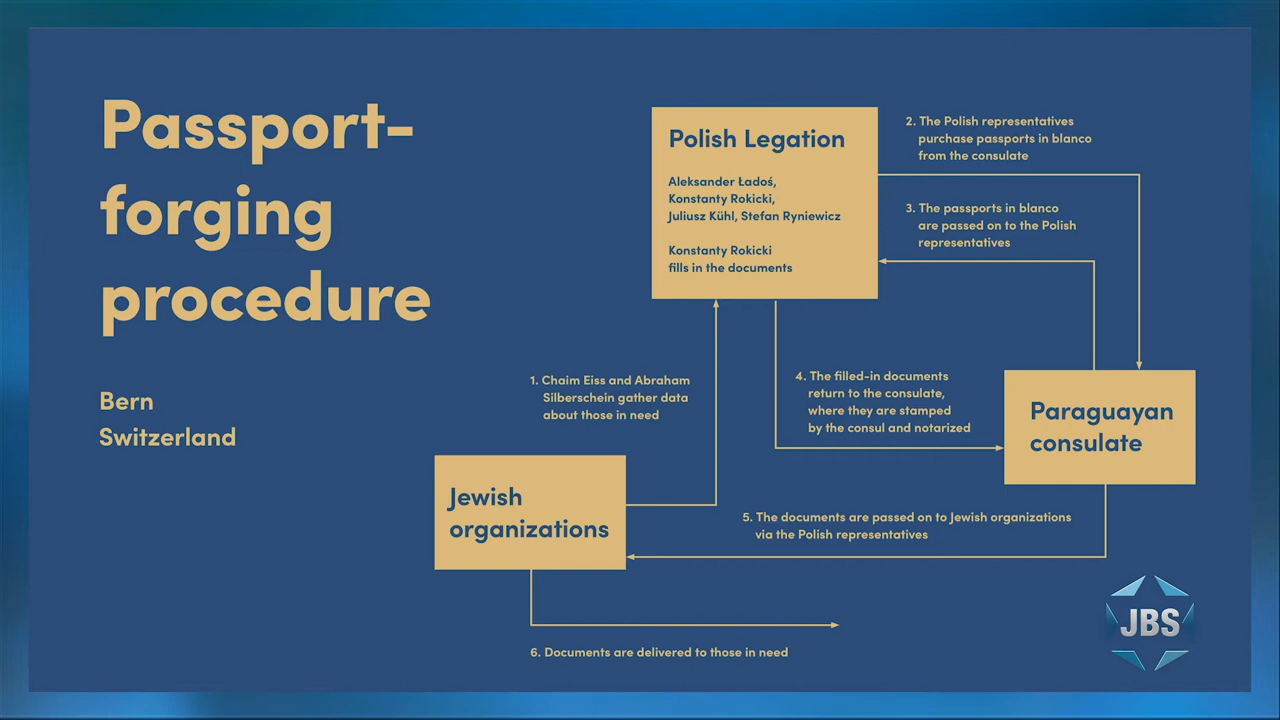 Passport-
forging
procedure
Bern
Switzerland
Polish Legation
Aleksander Ładoś,
Konstanty Rokicki,
Juliusz Kühl, Stefan Ryniewicz
Konstanty Rokicki
fills in the documents
2. The Polish representatives
purchase passports in blanco
from the consulate
3. The passports in blanco
are passed on to the Polish
representatives
1. Chaim Eiss and Abraham
Silberschein gather data
about those in need
4. The filled-in documents
return to the consulate,
where they are stamped
by the consul and notarized
Paraguayan
consulate
Jewish
organizations
5. The documents are passed on to Jewish organizations
via the Polish representatives
6. Documents are delivered to those in need
JBS